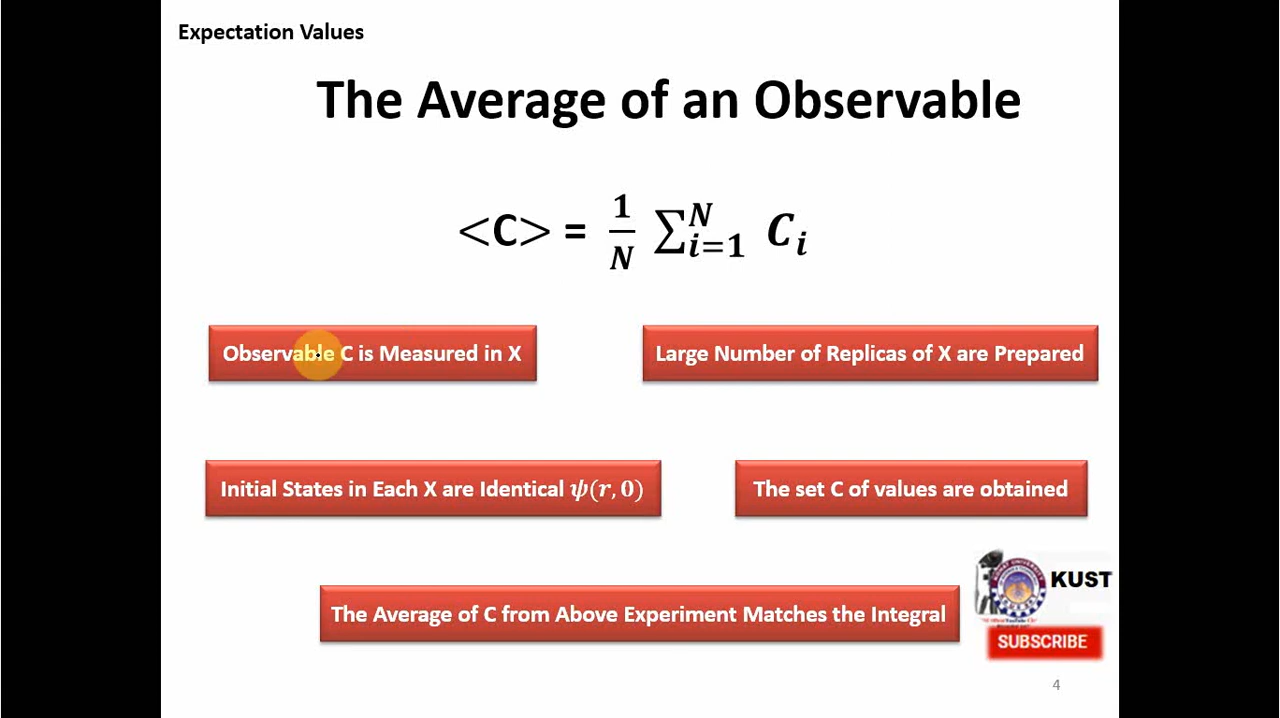 Expectation Values
The Average of an Observable
<C> = 1/N ∑_{i=1}^{N} C_i
Observable C is Measured in X
Large Number of Replicas of X are Prepared
Initial States in Each X are Identical ψ(r, 0)
The set C of values are obtained
The Average of C from Above Experiment Matches the Integral
KUST
SUBSCRIBE
4